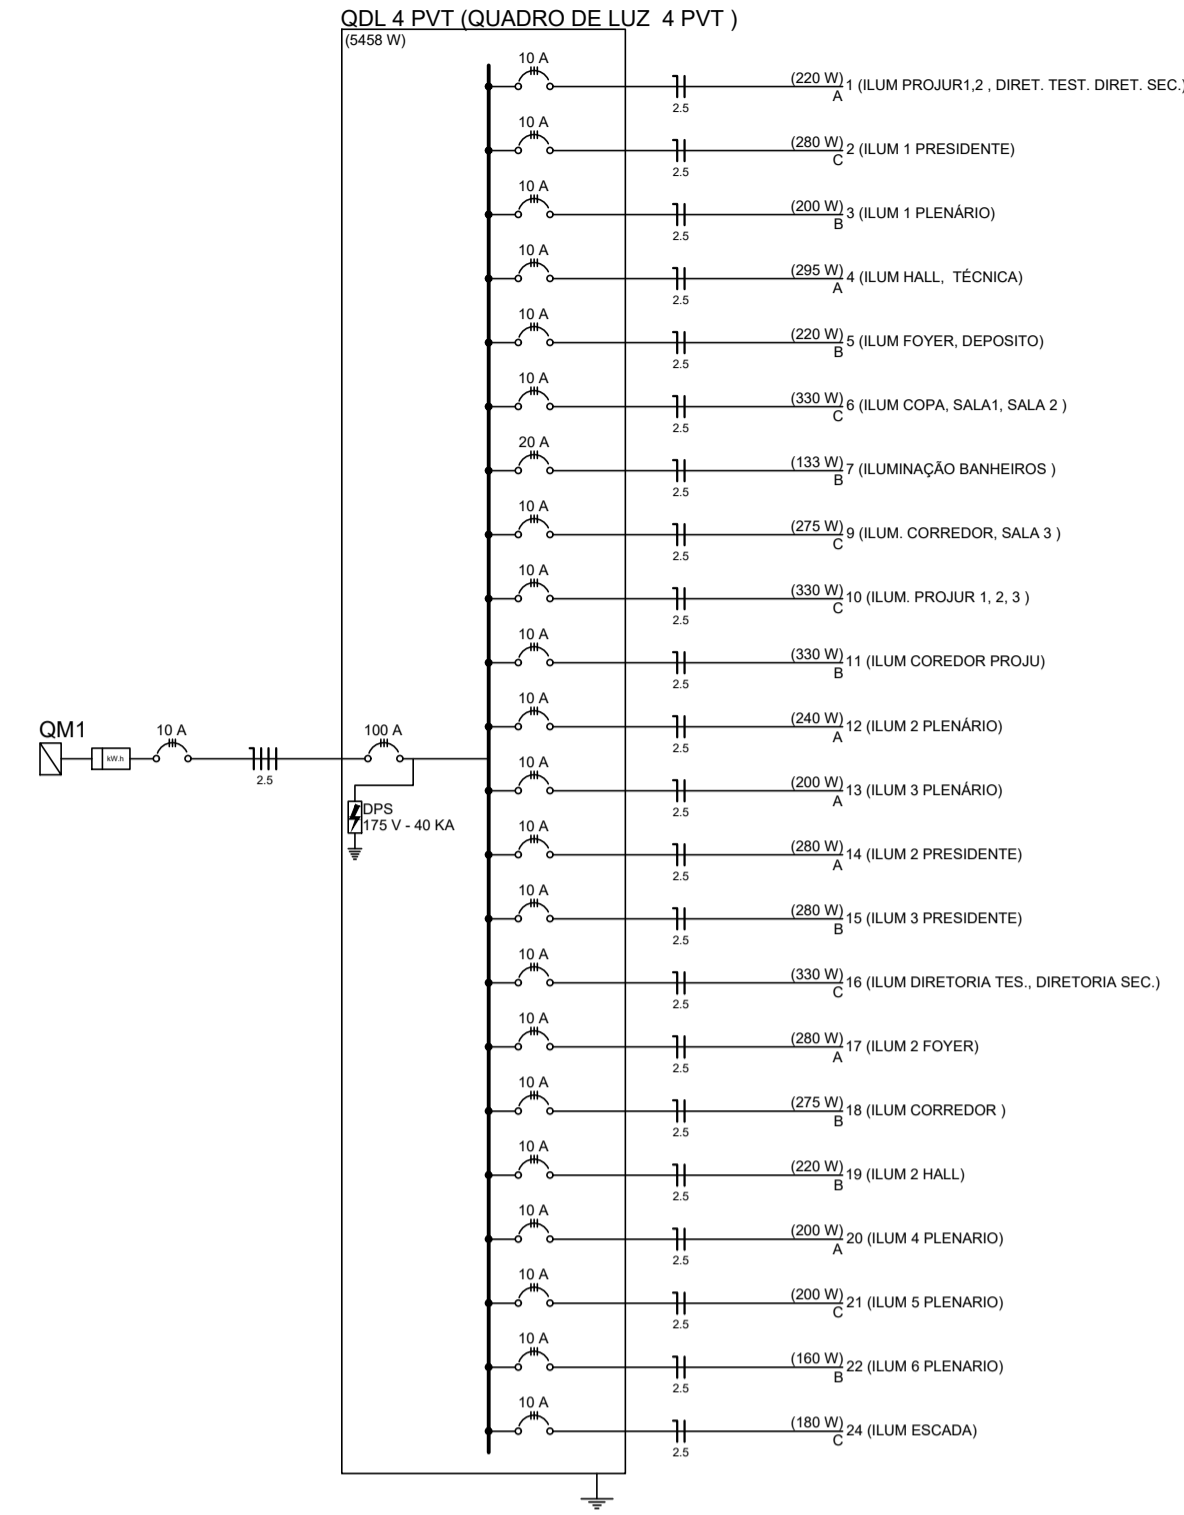 QDL 4 PVT (QUADRO DE LUZ 4 PVT )
(5458 W)
10 A
2.5
(220 W)
A
1 (ILUM PROJUR1,2 , DIRET. TEST. DIRET. SEC.)
10 A
2.5
(280 W)
C
2 (ILUM 1 PRESIDENTE)
10 A
2.5
(200 W)
B
3 (ILUM 1 PLENÁRIO)
10 A
2.5
(295 W)
A
4 (ILUM HALL, TÉCNICA)
10 A
2.5
(220 W)
B
5 (ILUM FOYER, DEPOSITO)
10 A
2.5
(330 W)
C
6 (ILUM COPA, SALA1, SALA 2 )
20 A
2.5
(133 W)
B
7 (ILUMINAÇÃO BANHEIROS )
10 A
2.5
(275 W)
C
9 (ILUM. CORREDOR, SALA 3 )
10 A
2.5
(330 W)
C
10 (ILUM. PROJUR 1, 2, 3 )
10 A
2.5
(330 W)
B
11 (ILUM COREDOR PROJU)
10 A
2.5
(240 W)
A
12 (ILUM 2 PLENÁRIO)
QM1
kW.h
10 A
2.5
100 A
DPS
175 V - 40 KA
10 A
2.5
(200 W)
A
13 (ILUM 3 PLENÁRIO)
10 A
2.5
(280 W)
A
14 (ILUM 2 PRESIDENTE)
10 A
2.5
(280 W)
B
15 (ILUM 3 PRESIDENTE)
10 A
2.5
(330 W)
C
16 (ILUM DIRETORIA TES., DIRETORIA SEC.)
10 A
2.5
(280 W)
A
17 (ILUM 2 FOYER)
10 A
2.5
(275 W)
B
18 (ILUM CORREDOR )
10 A
2.5
(220 W)
B
19 (ILUM 2 HALL)
10 A
2.5
(200 W)
A
20 (ILUM 4 PLENARIO)
10 A
2.5
(200 W)
C
21 (ILUM 5 PLENARIO)
10 A
2.5
(160 W)
B
22 (ILUM 6 PLENARIO)
10 A
2.5
(180 W)
C
24 (ILUM ESCADA)